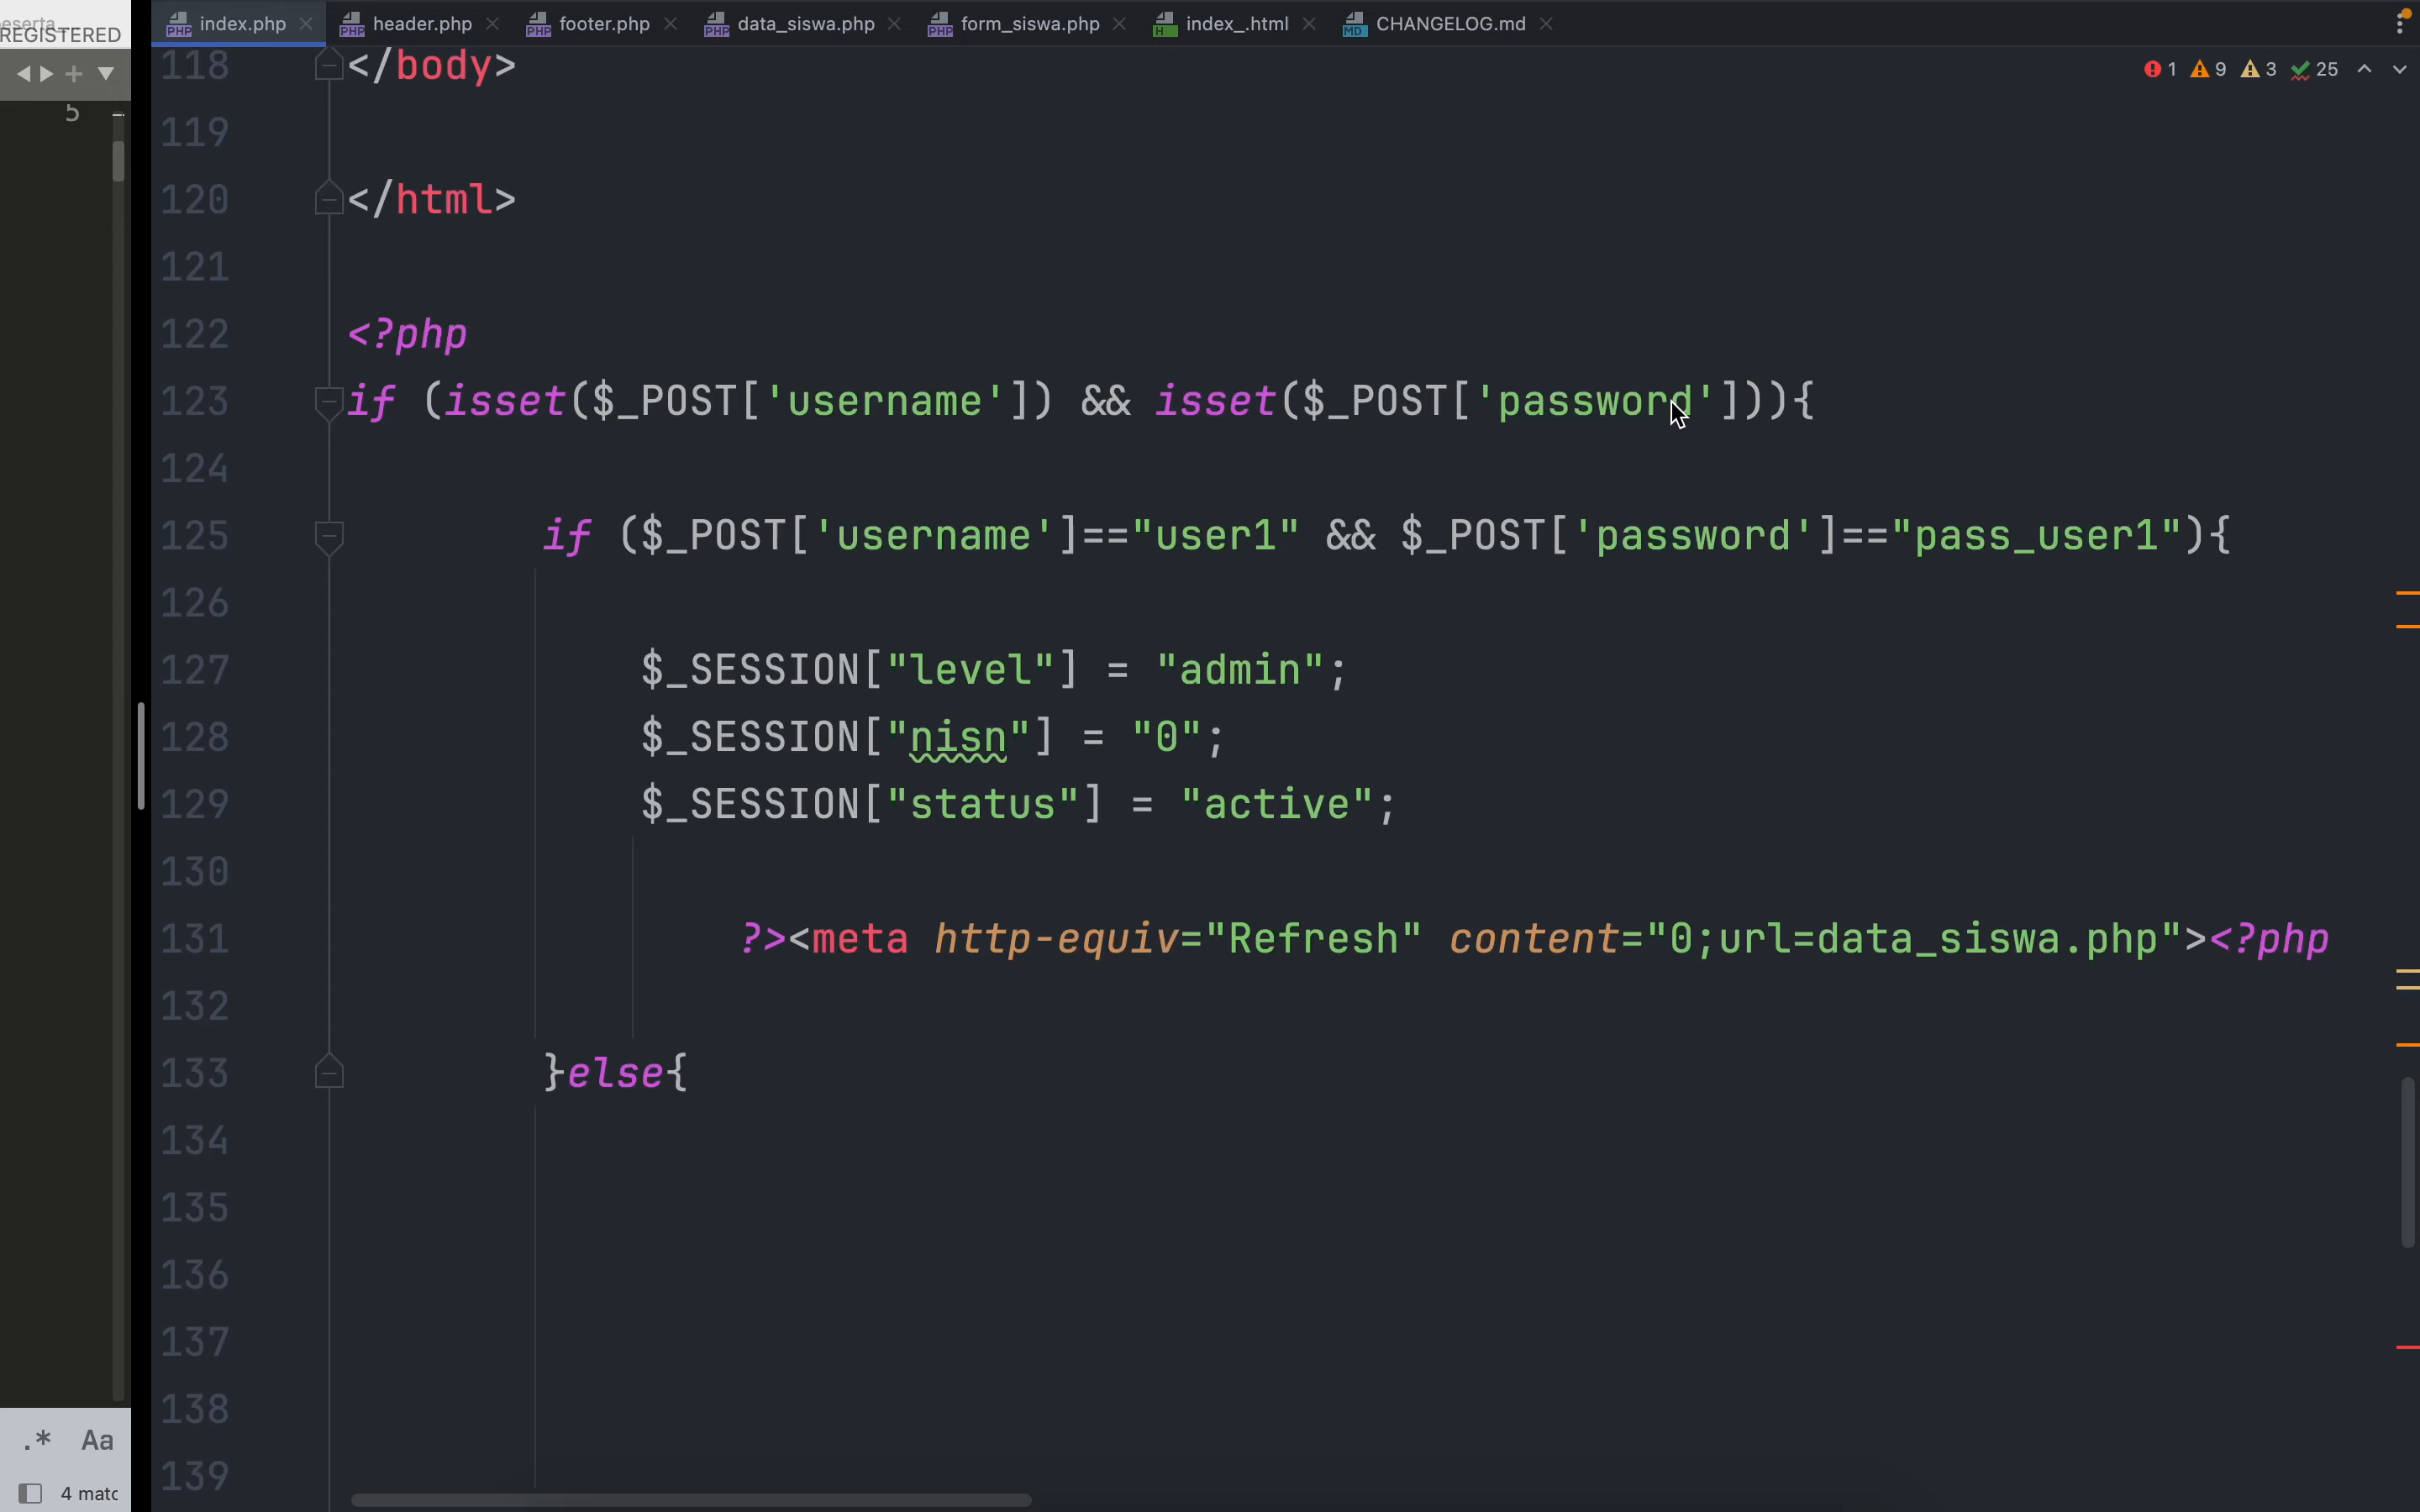 REGISTERED
index.php header.php footer.php data_siswa.php form_siswa.php index_.html CHANGELOG.md
1 9 3 25
5
118 </body>
119
120 </html>
121
122 <?php
123 if (isset($_POST['username']) && isset($_POST['password'])){
124
125 if ($_POST['username']=="user1" && $_POST['password']=="pass_user1"){
126
127 $_SESSION["level"] = "admin";
128 $_SESSION["nisn"] = "0";
129 $_SESSION["status"] = "active";
130
131 ?><meta http-equiv="Refresh" content="0;url=data_siswa.php"><?php
132
133 }else{
134
135
136
137
138
139
.* Aa
4 matc